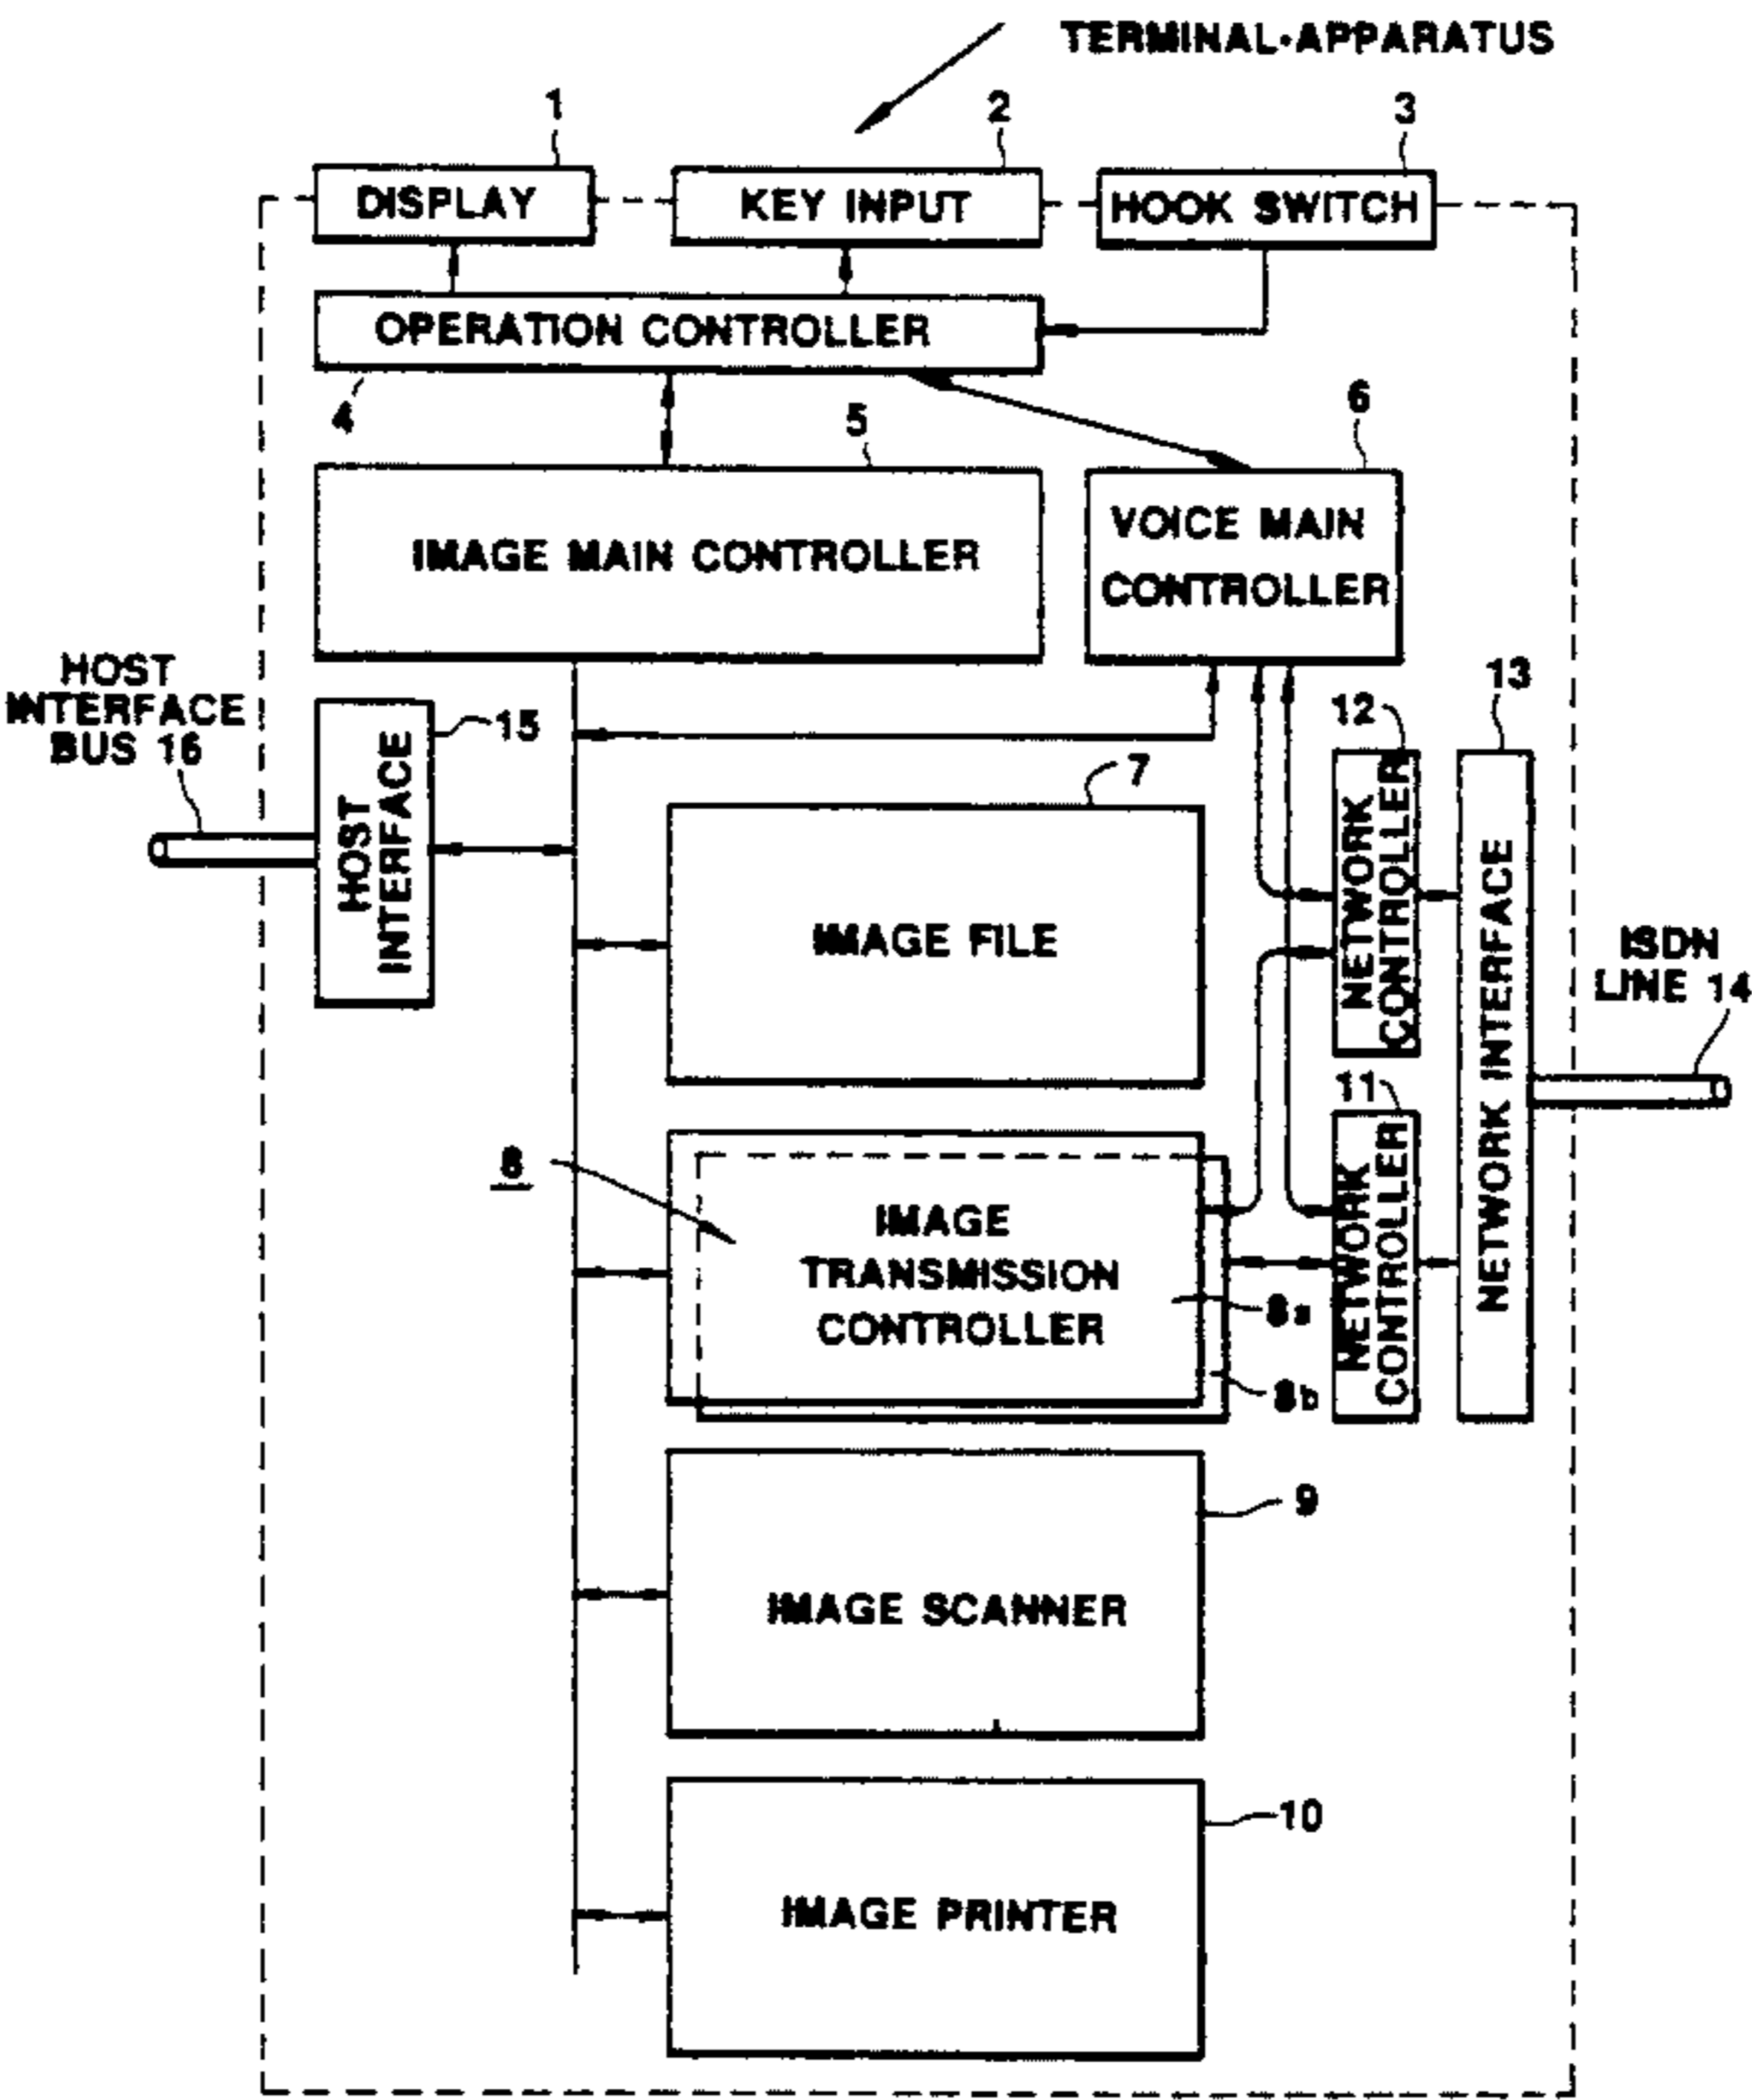 TERMINAL·APPARATUS
1
2
3
DISPLAY
KEY INPUT
HOOK SWITCH
OPERATION CONTROLLER
4
5
6
IMAGE MAIN CONTROLLER
VOICE MAIN
CONTROLLER
HOST
INTERFACE
BUS 16
15
HOST
INTERFACE
7
12
13
IMAGE FILE
NETWORK
CONTROLLER
NETWORK INTERFACE
ISDN
LINE 14
11
8
IMAGE
TRANSMISSION
CONTROLLER
8a
8b
NETWORK
CONTROLLER
9
IMAGE SCANNER
10
IMAGE PRINTER